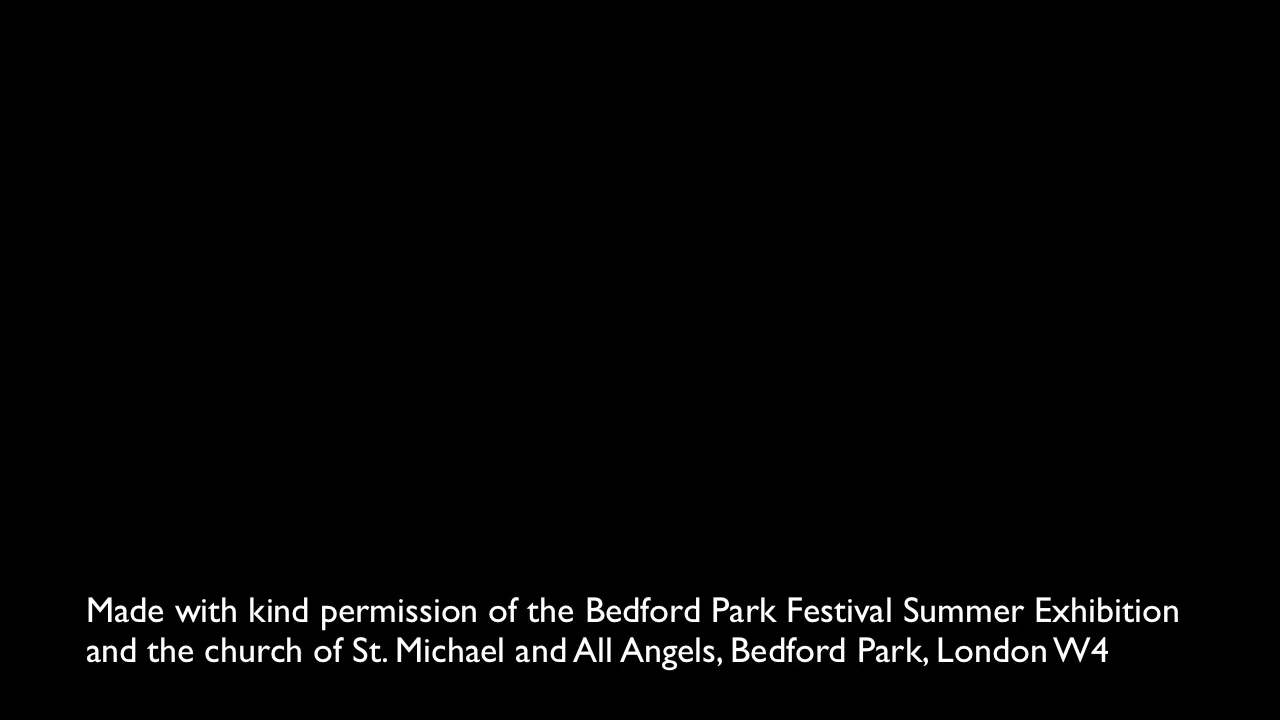 Made with kind permission of the Bedford Park Festival Summer Exhibition
and the church of St. Michael and All Angels, Bedford Park, London W4